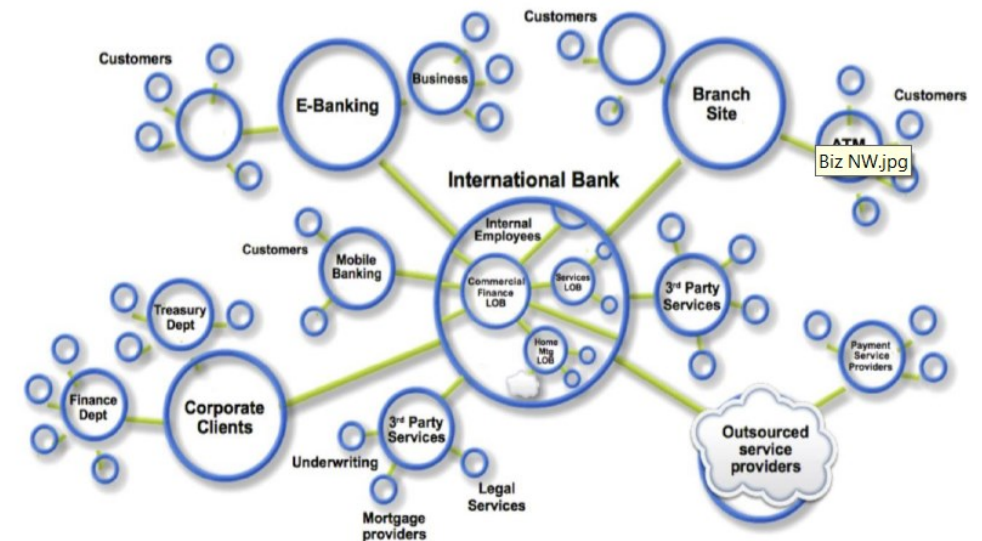 Customers
E-Banking
Business
Customers
Branch
Site
Customers
ATM
Biz NW.jpg
International Bank
Internal
Employees
Commercial
Finance
LOB
Services
LOB
Home
Mtg
LOB
Customers
Mobile
Banking
3rd Party
Services
Treasury
Dept
Finance
Dept
Corporate
Clients
3rd Party
Services
Underwriting
Mortgage
providers
Legal
Services
Payment
Service
Providers
Outsourced
service
providers